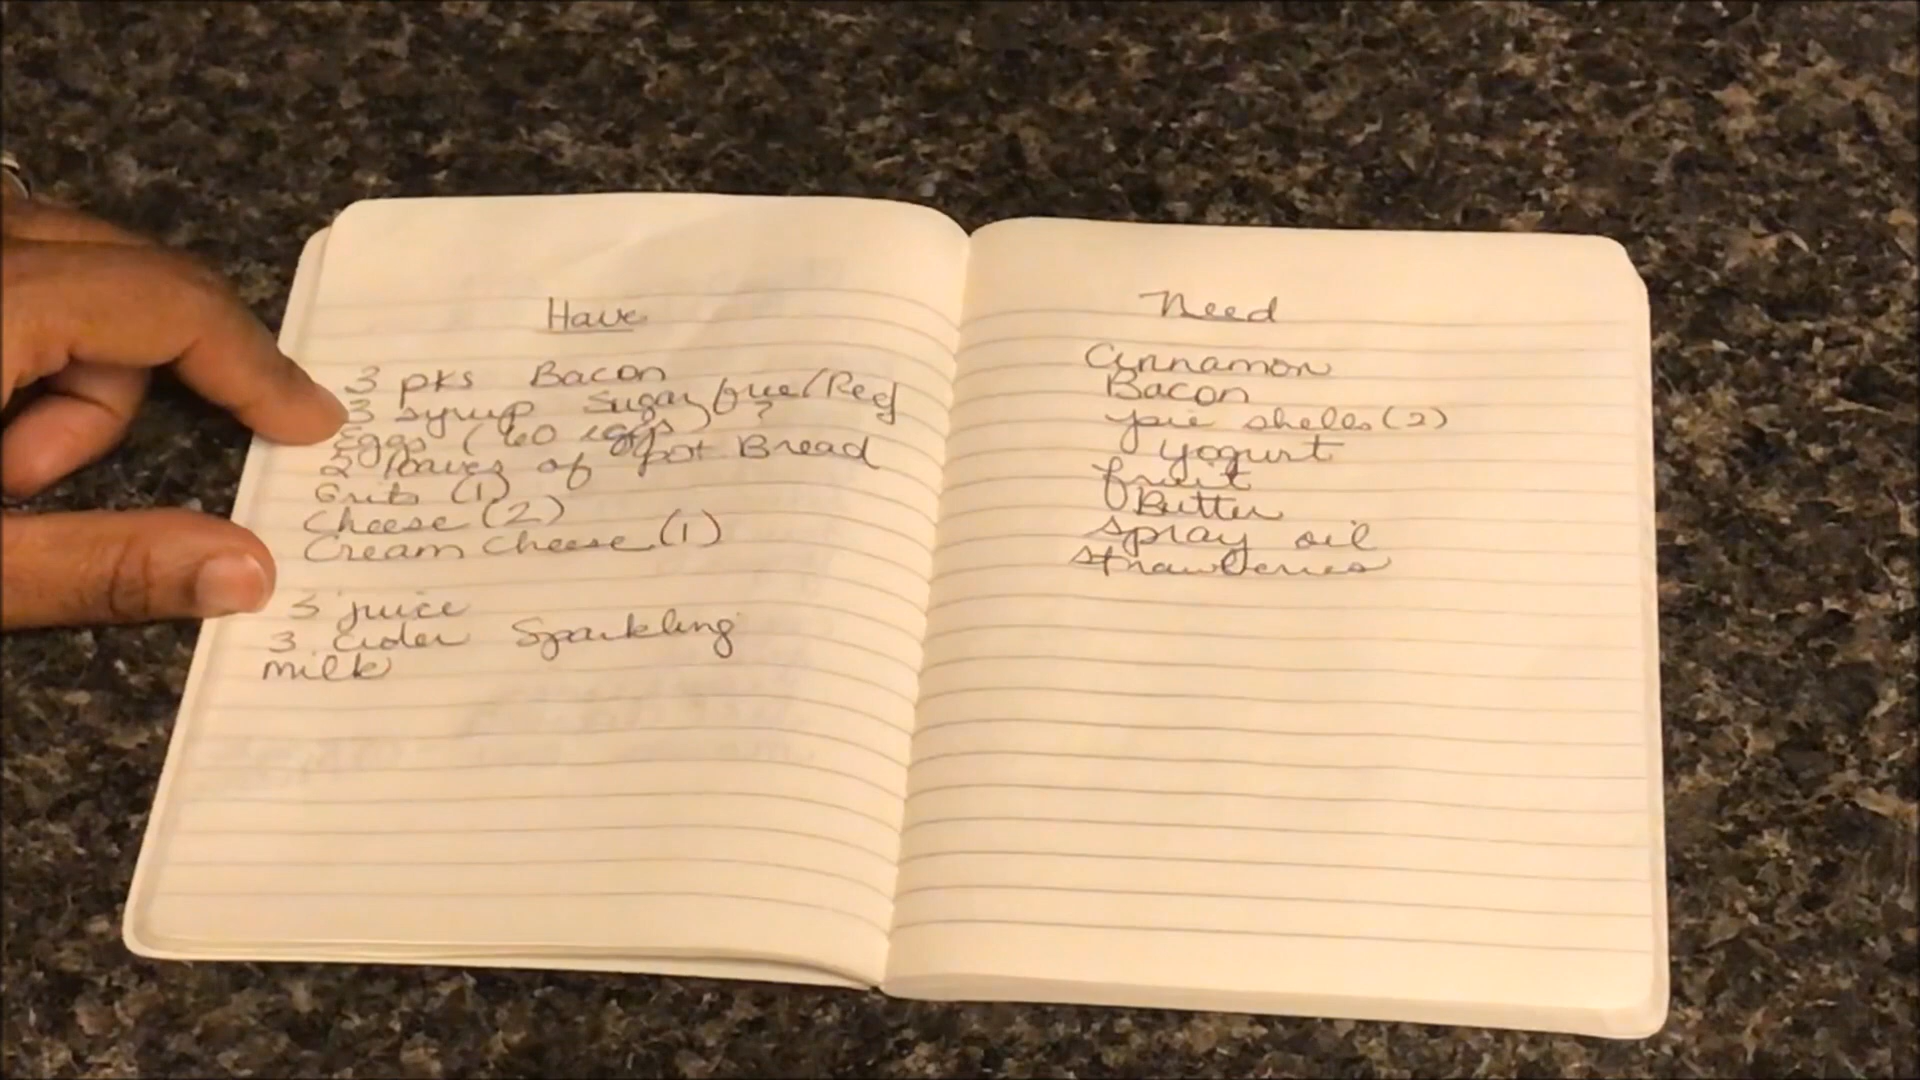 Have
3 pks Bacon
3 syrup sugar free/Reg
Eggs (60 eggs) ?
2 loaves of pot Bread
Grits (1)
Cheese (2)
Cream Cheese (1)
3 juice
3 Cider Sparkling
milk
Need
Cinnamon
Bacon
pie shells (2)
yogurt
fruit
Butter
spray oil
strawberries